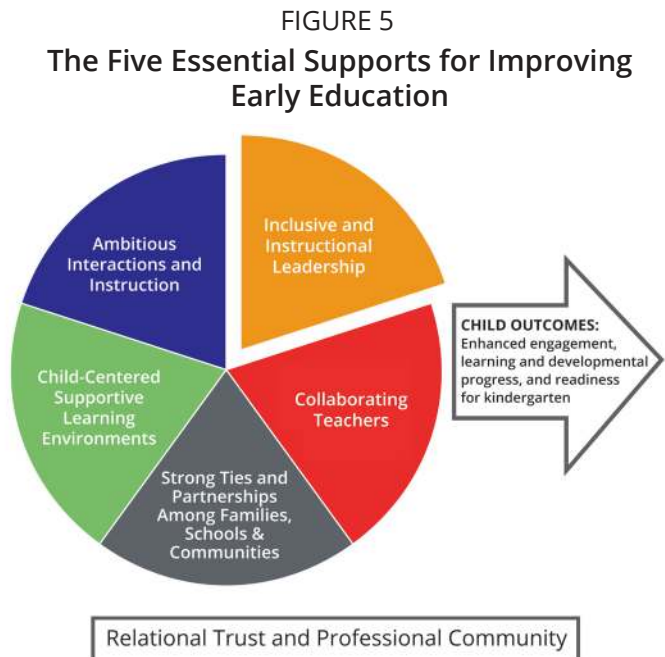 FIGURE 5
The Five Essential Supports for Improving
Early Education
Ambitious
Interactions and
Instruction
Inclusive and
Instructional
Leadership
Child-Centered
Supportive
Learning
Environments
Collaborating
Teachers
Strong Ties and
Partnerships
Among Families,
Schools &
Communities
CHILD OUTCOMES:
Enhanced engagement,
learning and developmental
progress, and readiness
for kindergarten
Relational Trust and Professional Community